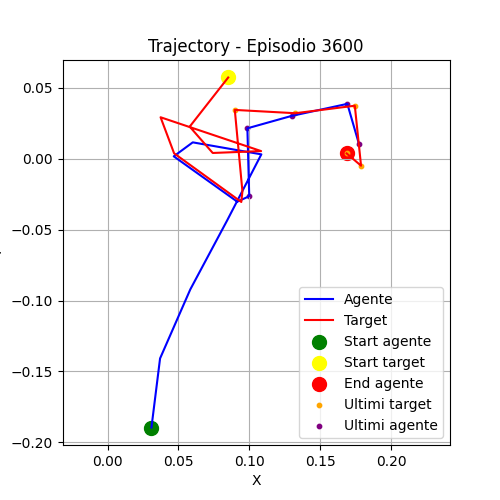 Trajectory - Episodio 3600
0.05
0.00
−0.05
−0.10
−0.15
−0.20
Agente
Target
Start agente
Start target
End agente
Ultimi target
Ultimi agente
0.00 0.05 0.10 0.15 0.20
X